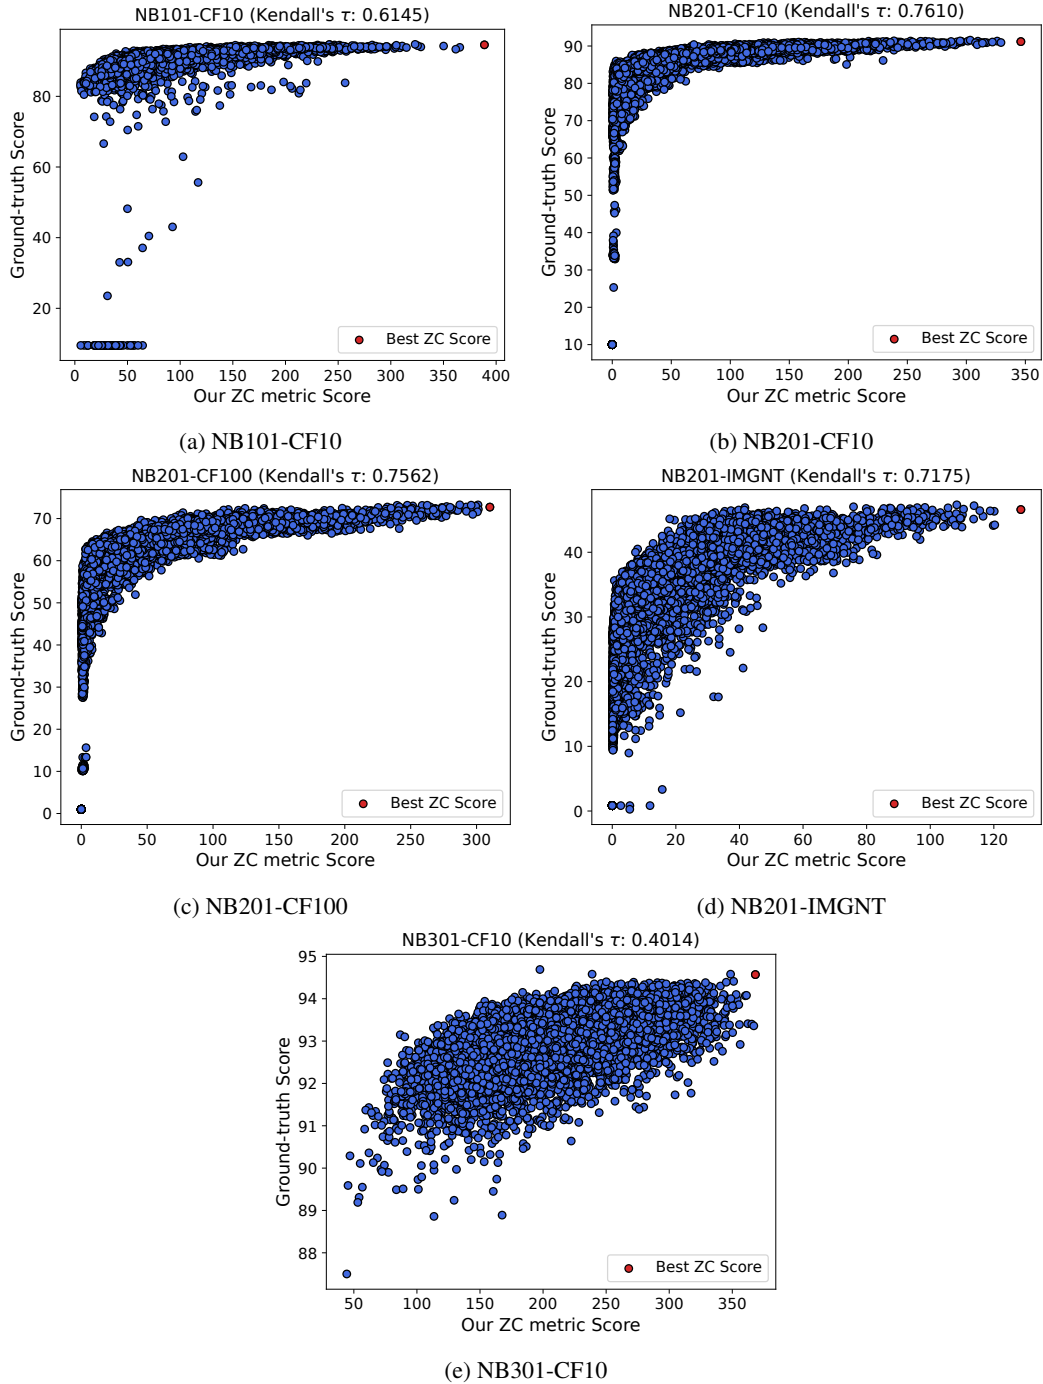 NB101-CF10 (Kendall's τ: 0.6145)
Ground-truth Score
80
60
40
20
0 50 100 150 200 250 300 350 400
Our ZC metric Score
Best ZC Score
(a) NB101-CF10
NB201-CF10 (Kendall's τ: 0.7610)
Ground-truth Score
90
80
70
60
50
40
30
20
10
0 50 100 150 200 250 300 350
Our ZC metric Score
Best ZC Score
(b) NB201-CF10
NB201-CF100 (Kendall's τ: 0.7562)
Ground-truth Score
70
60
50
40
30
20
10
0
0 50 100 150 200 250 300
Our ZC metric Score
Best ZC Score
(c) NB201-CF100
NB201-IMGNT (Kendall's τ: 0.7175)
Ground-truth Score
40
30
20
10
0
0 20 40 60 80 100 120
Our ZC metric Score
Best ZC Score
(d) NB201-IMGNT
NB301-CF10 (Kendall's τ: 0.4014)
Ground-truth Score
95
94
93
92
91
90
89
88
50 100 150 200 250 300 350
Our ZC metric Score
Best ZC Score
(e) NB301-CF10